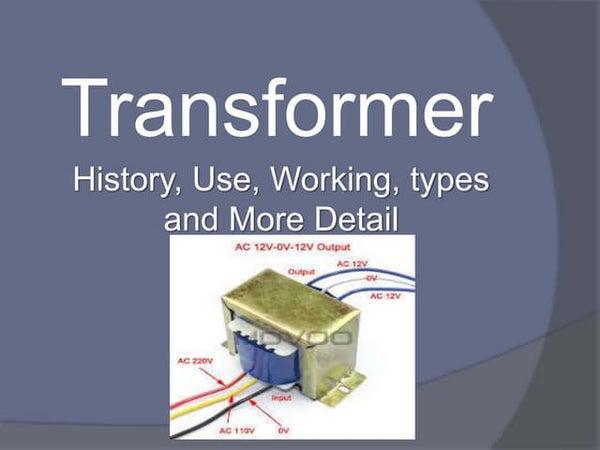 Transformer
History, Use, Working, types
and More Detail
AC 12V-0V-12V Output
Output
AC 12V
0V
AC 12V
AC 220V
Input
AC 110V
0V